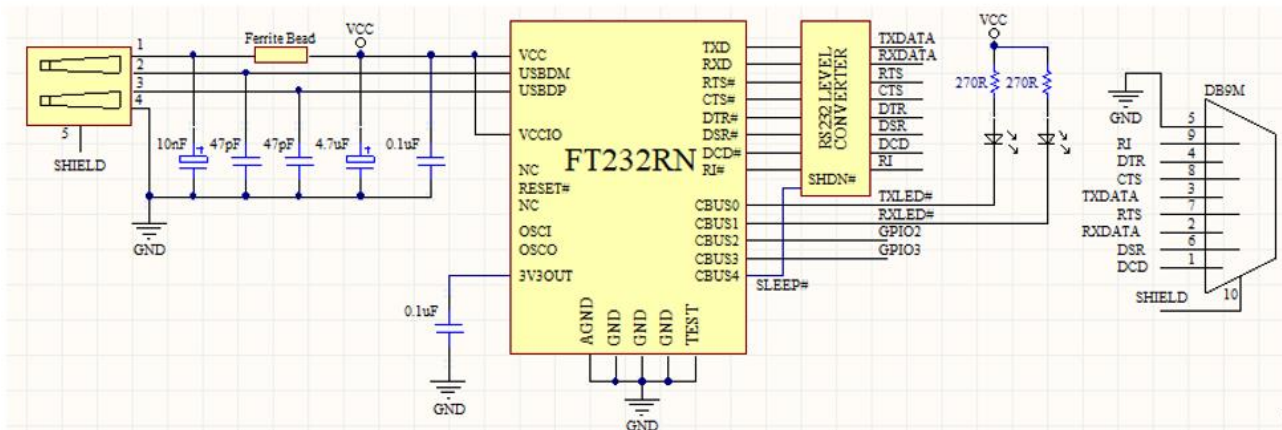 VCC
VCC
1
Ferrite Bead
2
3
4
5
SHIELD
10nF
47pF
47pF
4.7uF
0.1uF
GND
0.1uF
GND
FT232RN
VCC
USBDM
USBDP
VCCIO
NC
RESET#
NC
OSCI
OSCO
3V3OUT
TXD
RXD
RTS#
CTS#
DTR#
DSR#
DCD#
RI#
CBUS0
CBUS1
CBUS2
CBUS3
CBUS4
AGND
GND
GND
GND
TEST
GND
RS232 LEVEL
CONVERTER
SHDN#
TXDATA
RXDATA
RTS
CTS
DTR
DSR
DCD
RI
TXLED#
RXLED#
GPIO2
GPIO3
SLEEP#
270R
270R
GND
DB9M
5
RI 9
DTR 4
CTS 8
TXDATA 3
RTS 7
RXDATA 2
DSR 6
DCD 1
SHIELD 10